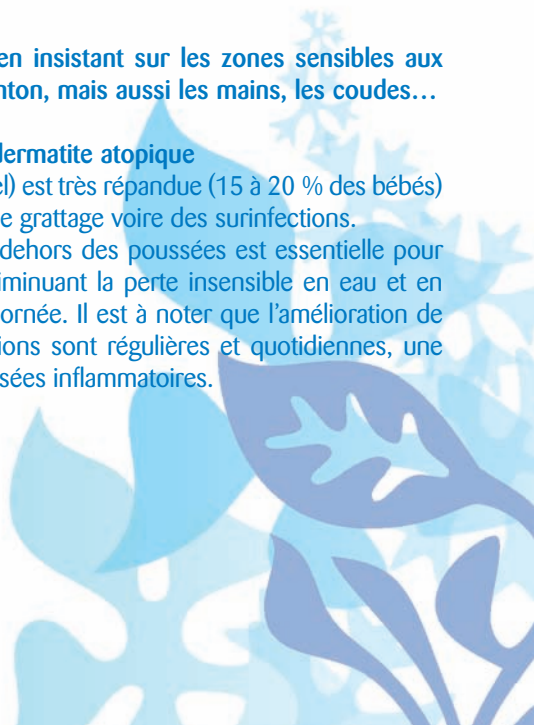 en insistant sur les zones sensibles aux
nton, mais aussi les mains, les coudes…
dermatite atopique
el) est très répandue (15 à 20 % des bébés)
e grattage voire des surinfections.
dehors des poussées est essentielle pour
iminuant la perte insensible en eau et en
ornée. Il est à noter que l’amélioration de
ions sont régulières et quotidiennes, une
sées inflammatoires.